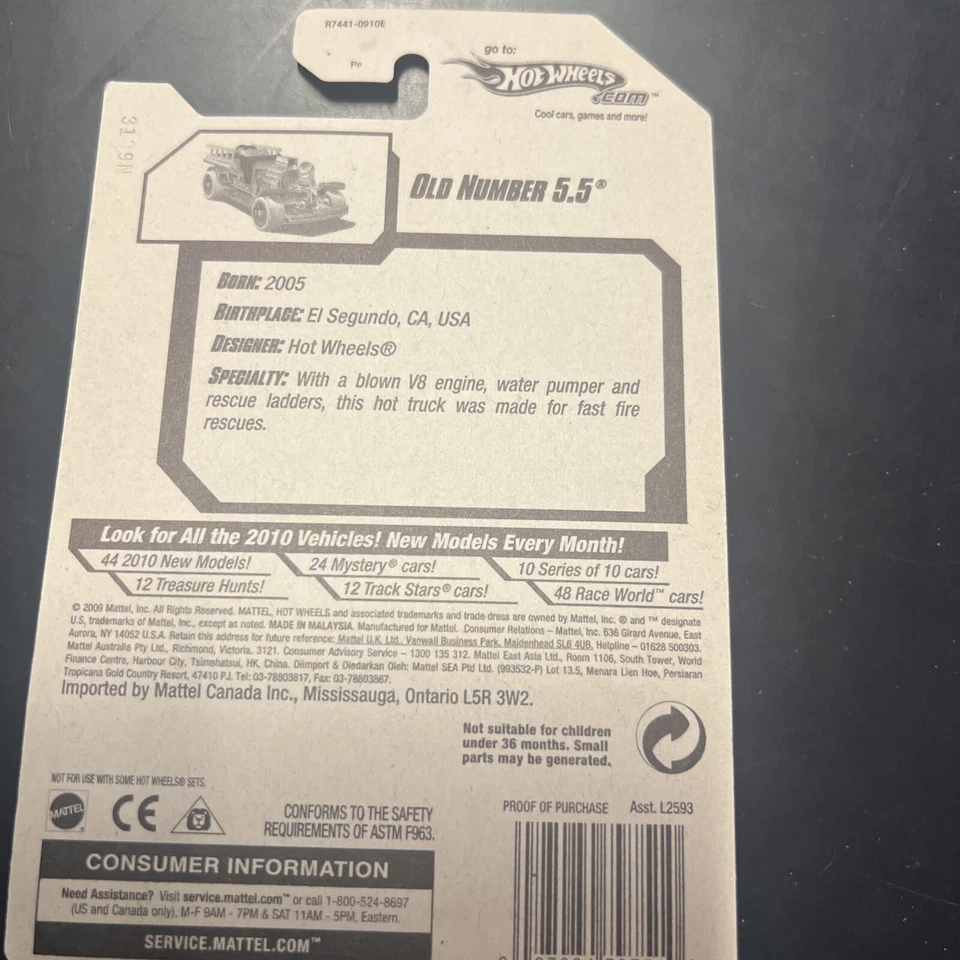 R7441-0910E
Pp
go to:
HOT WHEELS
.COM™
Cool cars, games and more!
3139N
OLD NUMBER 5.5®
BORN: 2005
BIRTHPLACE: El Segundo, CA, USA
DESIGNER: Hot Wheels®
SPECIALTY: With a blown V8 engine, water pumper and
rescue ladders, this hot truck was made for fast fire
rescues.
Look for All the 2010 Vehicles! New Models Every Month!
44 2010 New Models!
24 Mystery® cars!
10 Series of 10 cars!
12 Treasure Hunts!
12 Track Stars® cars!
48 Race World™ cars!
© 2009 Mattel, Inc. All Rights Reserved. MATTEL, HOT WHEELS and associated trademarks and trade dress are owned by Mattel, Inc. ® and ™ designate
U.S, trademarks of Mattel, Inc., except as noted. MADE IN MALAYSIA. Manufactured for Mattel. Consumer Relations – Mattel, Inc. 636 Girard Avenue, East
Aurora, NY 14052 U.S.A. Retain this address for future reference: Mattel U.K. Ltd., Vanwall Business Park, Maidenhead SL6 4UB, Helpline – 01628 500303.
Mattel Australia Pty Ltd., Richmond, Victoria. 3121. Consumer Advisory Service – 1300 135 312. Mattel East Asia Ltd., Room 1106, South Tower, World
Finance Centre, Harbour City, Tsimshatsui, HK, China. Diimport & Diedarkan Oleh: Mattel SEA Ptd Ltd. (993532-P) Lot 13.5, Menara Lien Hoe, Persiaran
Tropicana Gold Country Resort, 47410 PJ. Tel: 03-78803817, Fax: 03-78803867.
Imported by Mattel Canada Inc., Mississauga, Ontario L5R 3W2.
Not suitable for children
under 36 months. Small
parts may be generated.
NOT FOR USE WITH SOME HOT WHEELS® SETS.
MATTEL
CE
CONFORMS TO THE SAFETY
REQUIREMENTS OF ASTM F963.
PROOF OF PURCHASE Asst. L2593
CONSUMER INFORMATION
Need Assistance? Visit service.mattel.com™ or call 1-800-524-8697
(US and Canada only), M-F 9AM - 7PM & SAT 11AM - 5PM, Eastern.
SERVICE.MATTEL.COM™